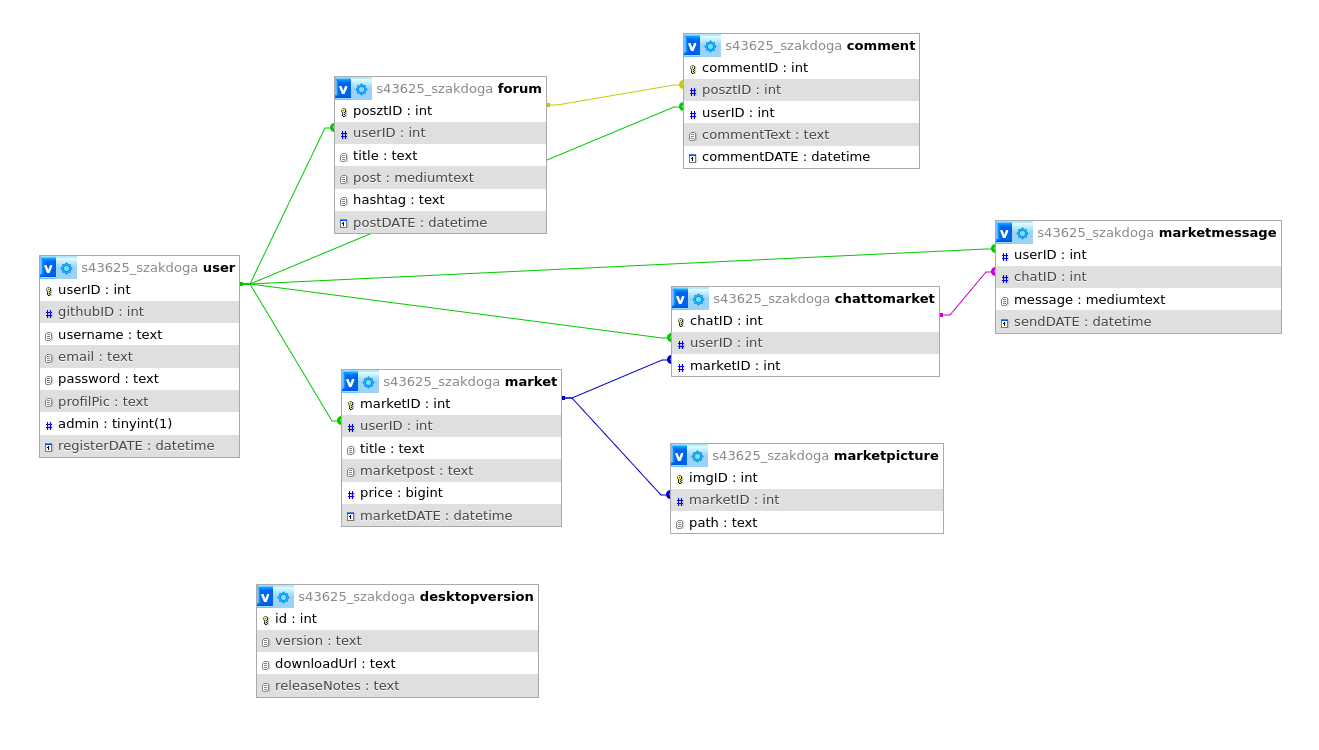 s43625_szakdoga comment
commentID : int
posztID : int
userID : int
commentText : text
commentDATE : datetime
s43625_szakdoga forum
posztID : int
userID : int
title : text
post : mediumtext
hashtag : text
postDATE : datetime
s43625_szakdoga marketmessage
userID : int
chatID : int
message : mediumtext
sendDATE : datetime
s43625_szakdoga user
userID : int
githubID : int
username : text
email : text
password : text
profilPic : text
admin : tinyint(1)
registerDATE : datetime
s43625_szakdoga chattomarket
chatID : int
userID : int
marketID : int
s43625_szakdoga market
marketID : int
userID : int
title : text
marketpost : text
price : bigint
marketDATE : datetime
s43625_szakdoga marketpicture
imgID : int
marketID : int
path : text
s43625_szakdoga desktopversion
id : int
version : text
downloadUrl : text
releaseNotes : text